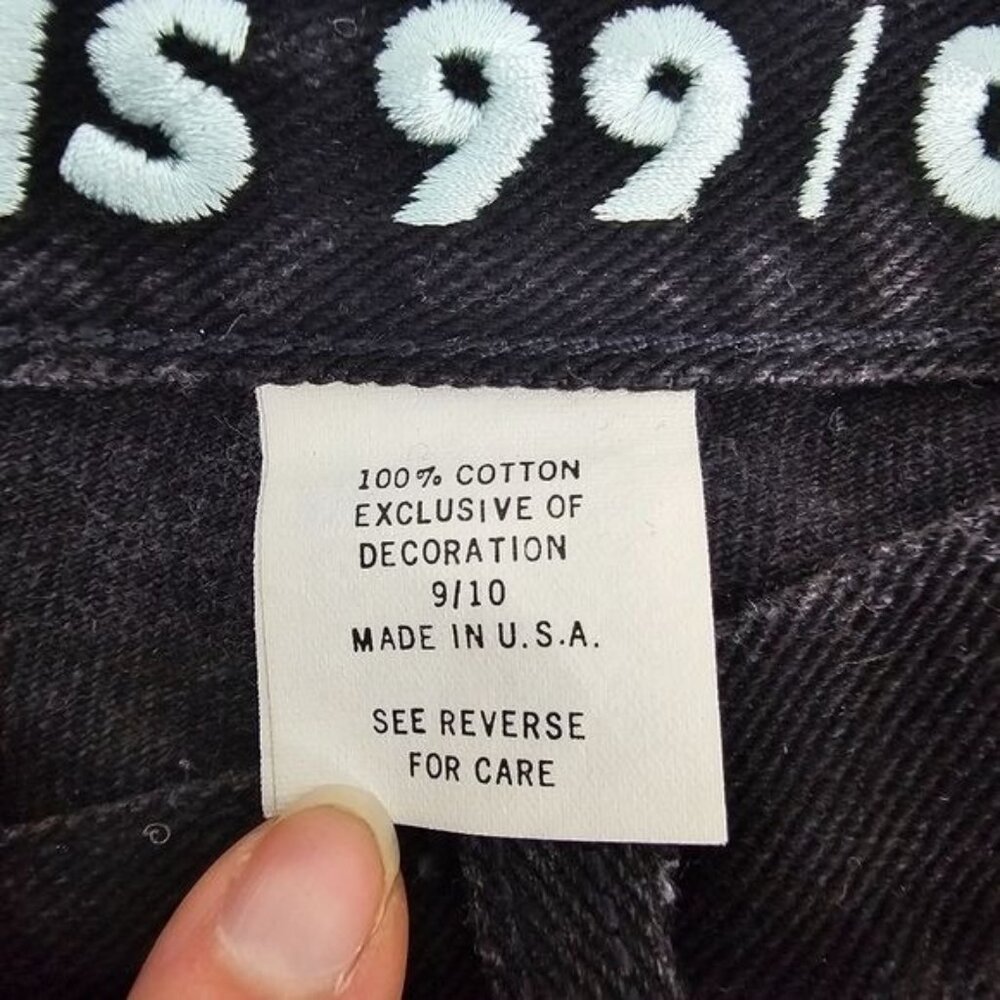 S 99/
100% COTTON
EXCLUSIVE OF
DECORATION
9/10
MADE IN U.S.A.
SEE REVERSE
FOR CARE